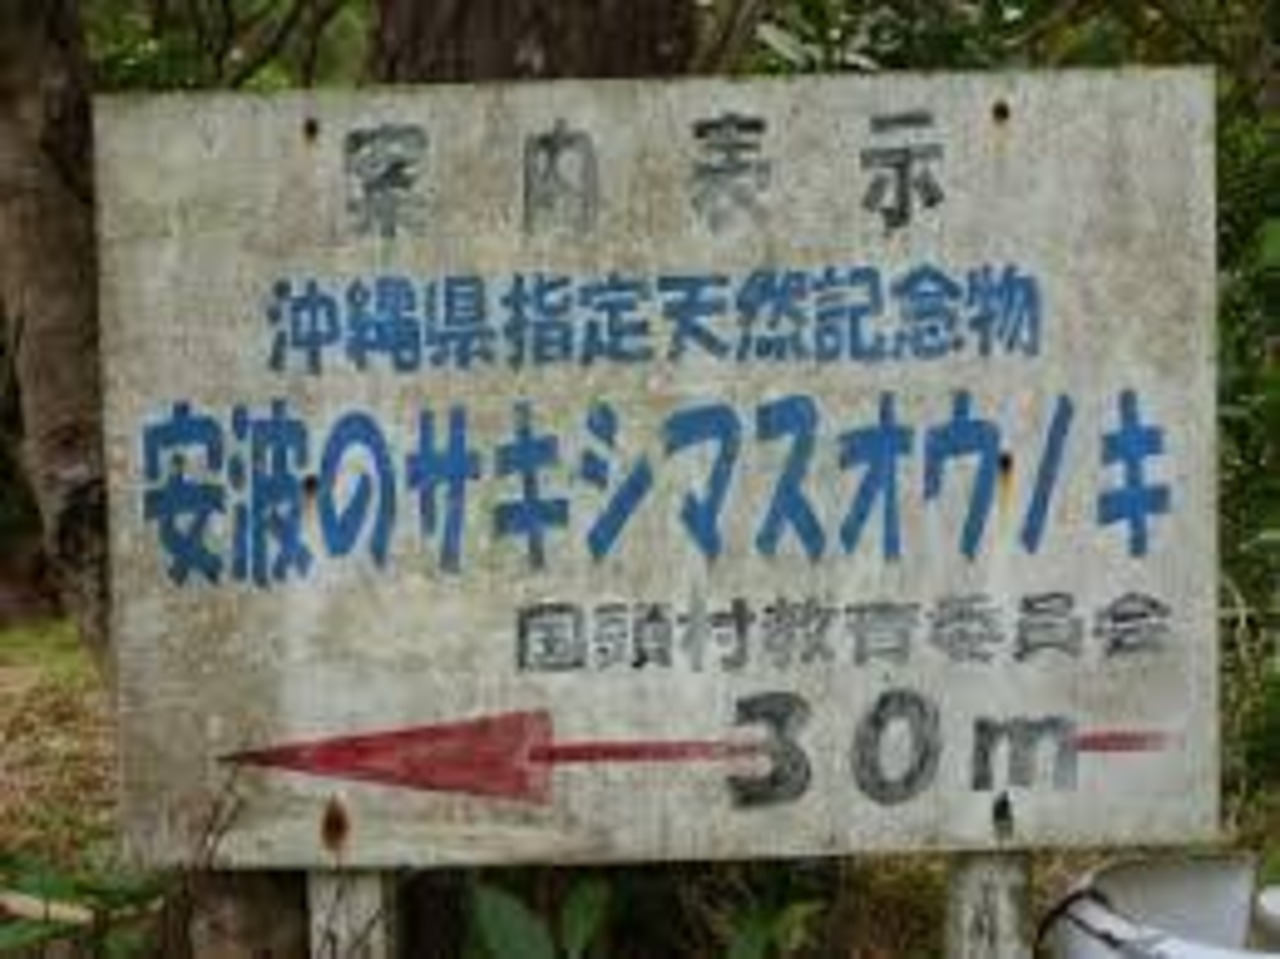 案内表示
沖縄県指定天然記念物
安波のサキシマスオウノキ
国頭村教育委員会
30m